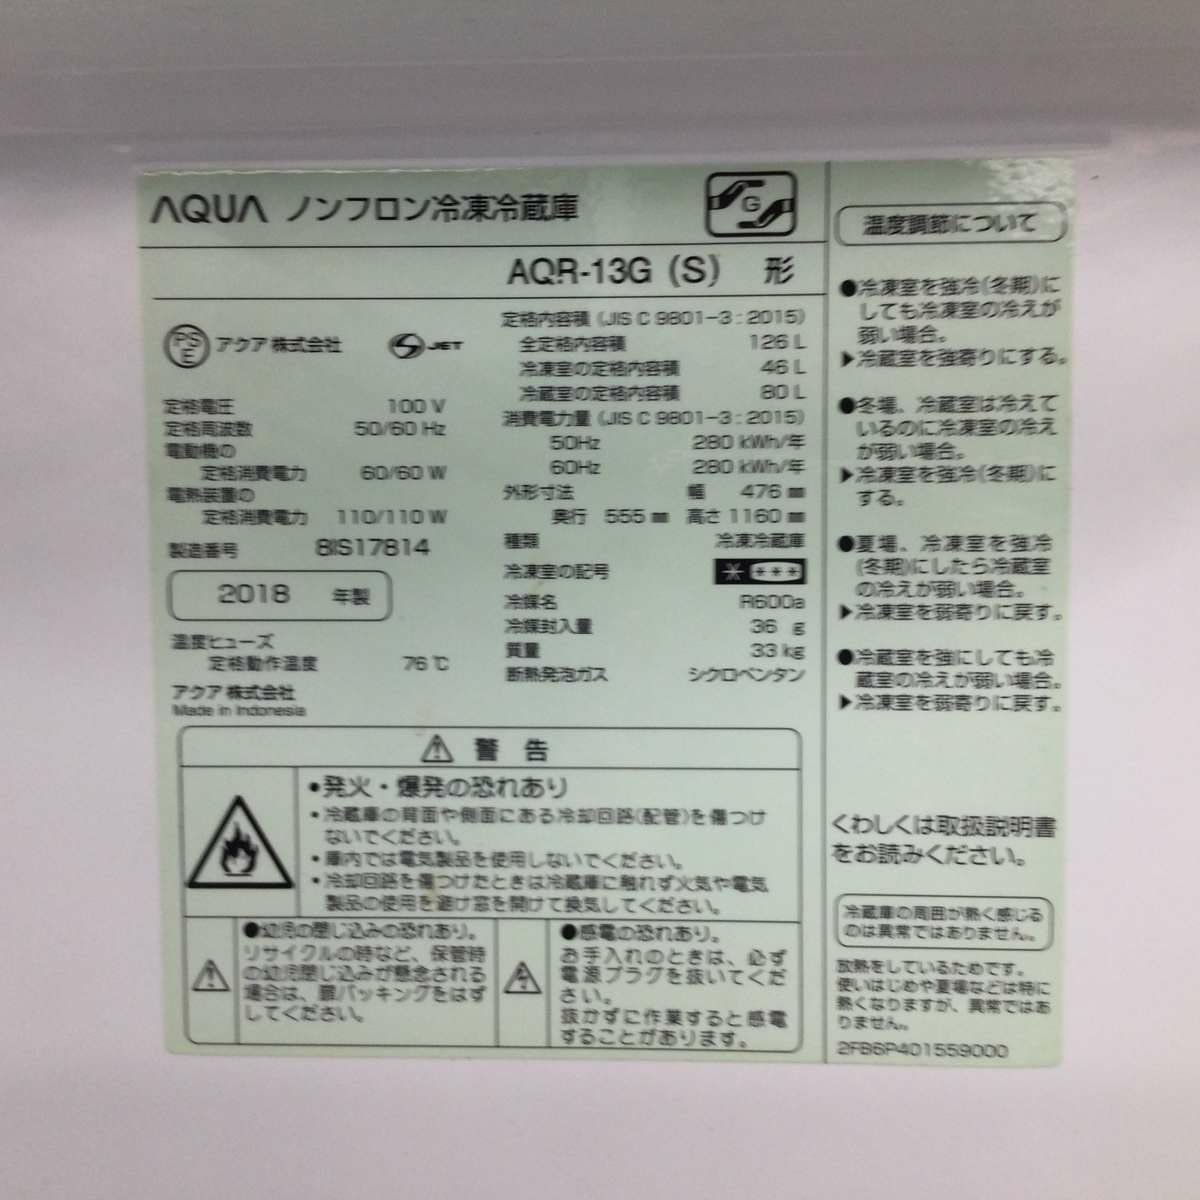 AQUA ノンフロン冷凍冷蔵庫
G
AQR-13G (S) 形
PS
E
アクア株式会社
JET
定格電圧 100 V
定格周波数 50/60 Hz
電動機の
定格消費電力 60/60 W
電熱装置の
定格消費電力 110/110 W
製造番号 8IS17814
2018 年製
温度ヒューズ
定格動作温度 76℃
アクア株式会社
Made in Indonesia
定格内容積 (JIS C 9801-3:2015)
全定格内容積 126 L
冷凍室の定格内容積 46 L
冷蔵室の定格内容積 80 L
消費電力量 (JIS C 9801-3:2015)
50Hz 280 kWh/年
60Hz 280 kWh/年
外形寸法 幅 476 ㎜
奥行 555 ㎜ 高さ 1160 ㎜
種類 冷凍冷蔵庫
冷凍室の記号
冷媒名 R600a
冷媒封入量 36 g
質量 33 kg
断熱発泡ガス シクロペンタン
警告
●発火・爆発の恐れあり
・冷蔵庫の背面や側面にある冷却回路(配管)を傷つけ
ないでください。
・庫内では電気製品を使用しないでください。
・冷却回路を傷つけたときは冷蔵庫に触れず火気や電気
製品の使用を避け窓を開けて換気してください。
●幼児の閉じ込みの恐れあり。
リサイクルの時など、保管時
の幼児閉じ込みが懸念される
場合は、扉パッキングをはず
してください。
●感電の恐れあり。
お手入れのときは、必ず
電源プラグを抜いてくだ
さい。
抜かずに作業すると感電
することがあります。
温度調節について
●冷凍室を強冷(冬期)に
しても冷凍室の冷えが
弱い場合。
▶冷蔵室を強寄りにする。
●冬場、冷蔵室は冷えて
いるのに冷凍室の冷え
が弱い場合。
▶冷凍室を強冷(冬期)に
する。
●夏場、冷凍室を強冷
(冬期)にしたら冷蔵室
の冷えが弱い場合。
▶冷凍室を弱寄りに戻す。
●冷蔵室を強にしても冷
蔵室の冷えが弱い場合。
▶冷凍室を弱寄りに戻す。
くわしくは取扱説明書
をお読みください。
冷蔵庫の周囲が熱く感じる
のは異常ではありません。
放熱をしているためです。
使いはじめや夏場などは特に
熱くなりますが、異常ではあ
りません。
2FB6P401559000